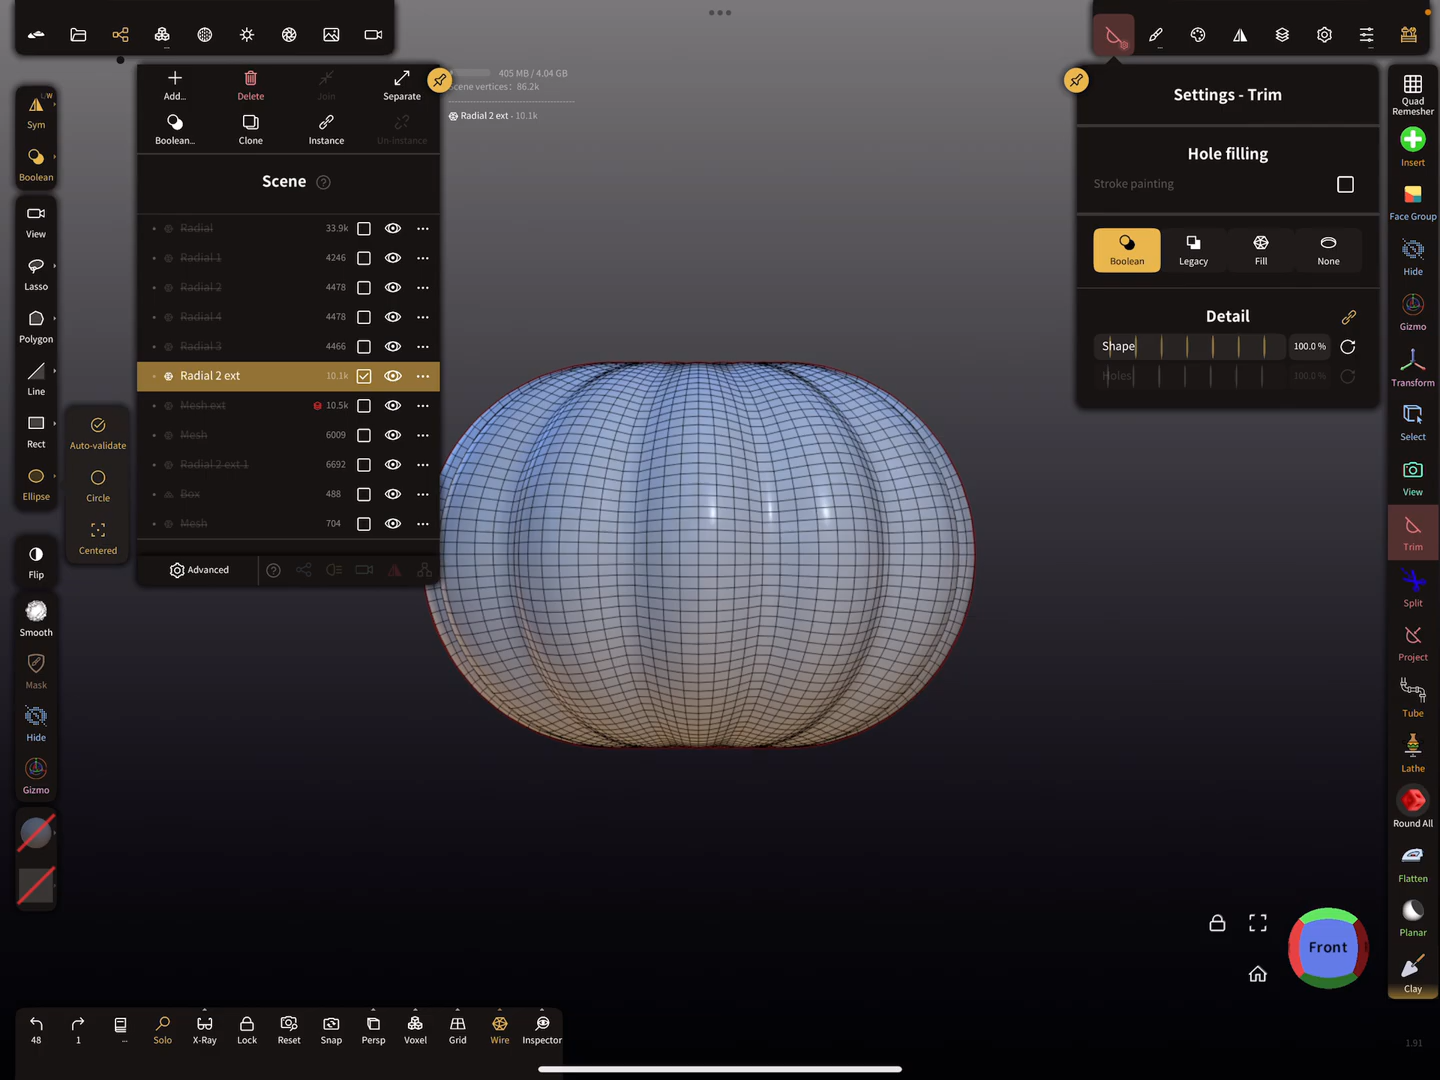 405 MB / 4.04 GB
Scene vertices: 86.2k
Radial 2 ext - 10.1k
Add...
Delete
Join
Separate
Boolean...
Clone
Instance
Un-instance
Scene
Radial 33.9k
Radial 1 4246
Radial 2 4478
Radial 4 4478
Radial 3 4466
Radial 2 ext 10.1k
Mesh ext 10.5k
Mesh 6009
Radial 2 ext 1 6692
Box 488
Mesh 704
Advanced
UW
Sym
Boolean
View
Lasso
Polygon
Line
Rect
Ellipse
Auto-validate
Circle
Centered
Flip
Smooth
Mask
Hide
Gizmo
Settings - Trim
Hole filling
Stroke painting
Boolean
Legacy
Fill
None
Detail
Shape 100.0 %
Holes 100.0 %
Quad
Remesher
Insert
Face Group
Hide
Gizmo
Transform
Select
View
Trim
Split
Project
Tube
Lathe
Round All
Flatten
Planar
Clay
Front
48
1
...
Solo
X-Ray
Lock
Reset
Snap
Persp
Voxel
Grid
Wire
Inspector
1.91